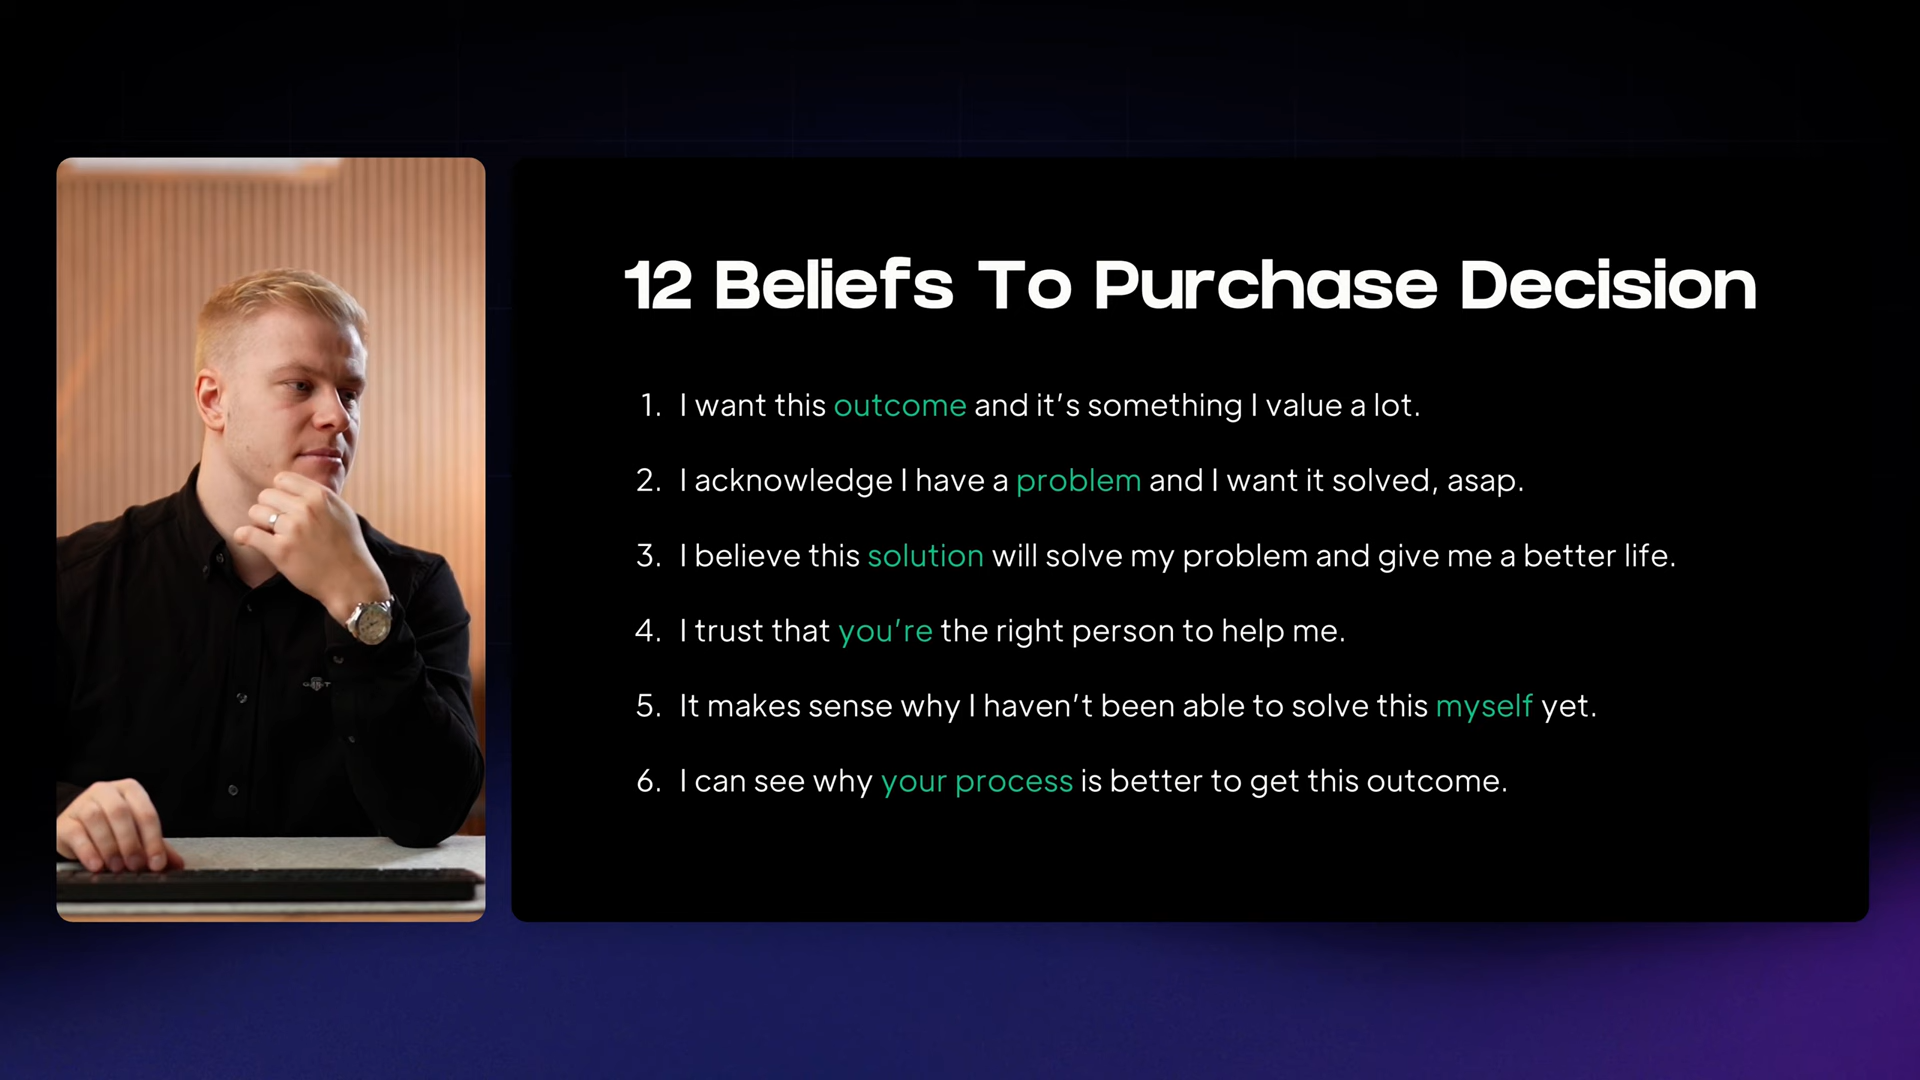 12 Beliefs To Purchase Decision
1. I want this outcome and it’s something I value a lot.
2. I acknowledge I have a problem and I want it solved, asap.
3. I believe this solution will solve my problem and give me a better life.
4. I trust that you’re the right person to help me.
5. It makes sense why I haven’t been able to solve this myself yet.
6. I can see why your process is better to get this outcome.